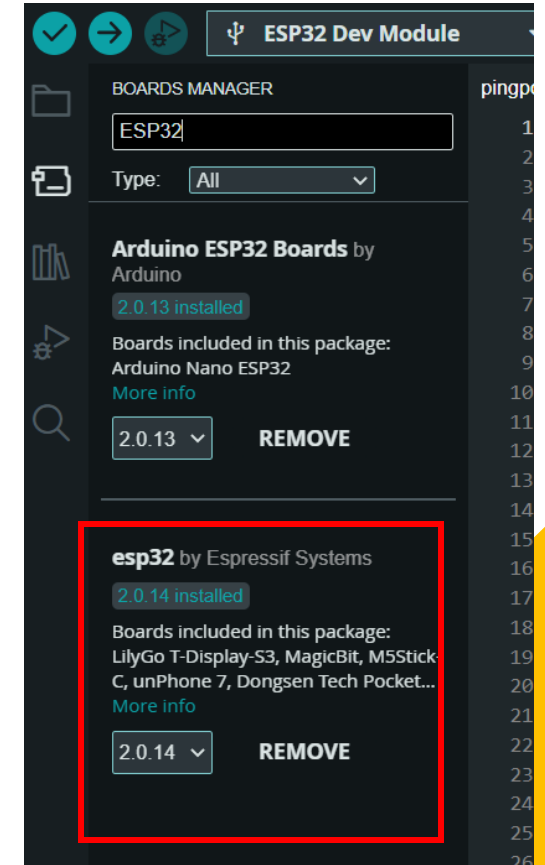 ESP32 Dev Module
BOARDS MANAGER
pingpo
ESP32
Type: All
Arduino ESP32 Boards by
Arduino
2.0.13 installed
Boards included in this package:
Arduino Nano ESP32
More info
2.0.13
REMOVE
esp32 by Espressif Systems
2.0.14 installed
Boards included in this package:
LilyGo T-Display-S3, MagicBit, M5Stick-
C, unPhone 7, Dongsen Tech Pocket...
More info
2.0.14
REMOVE
1
2
3
4
5
6
7
8
9
10
11
12
13
14
15
16
17
18
19
20
21
22
23
24
25
26